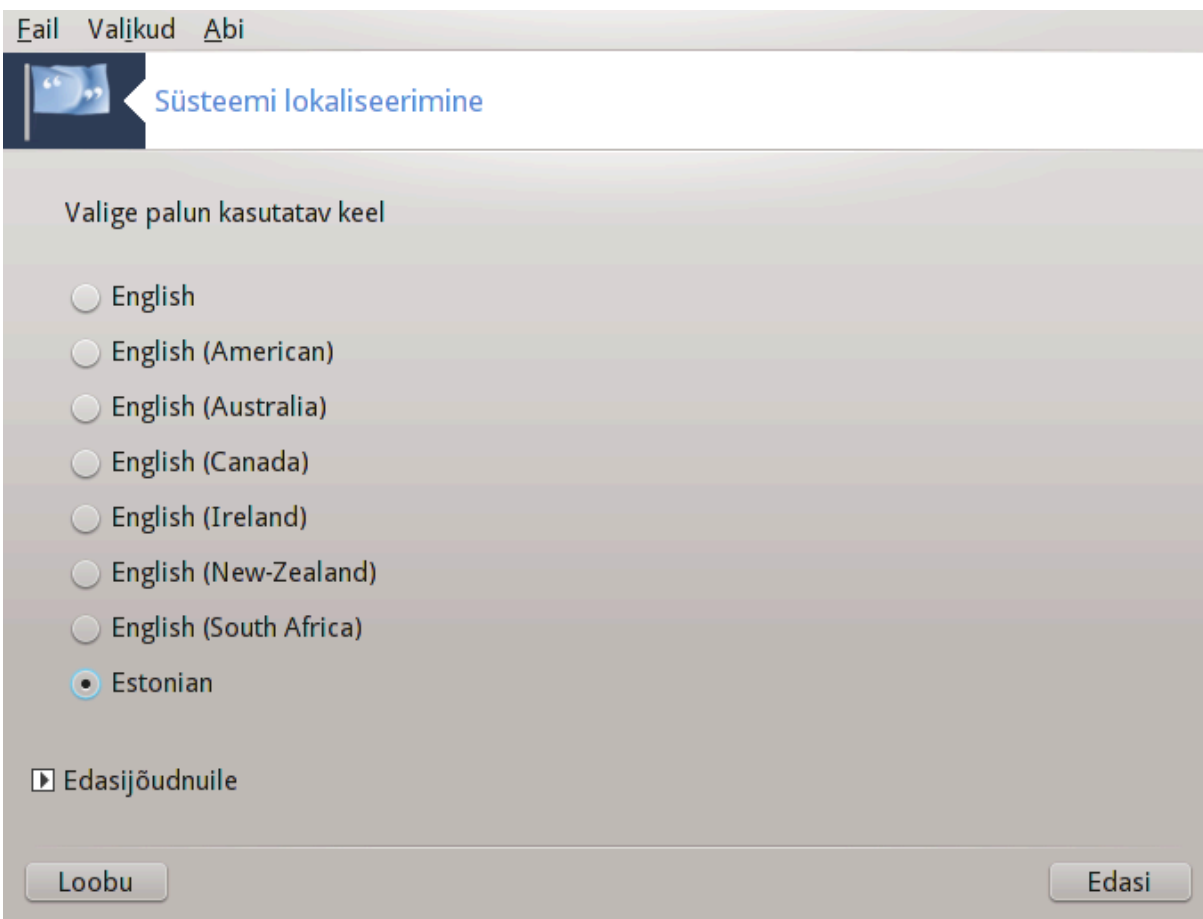 Fail Valikud Abi
Süsteemi lokaliseerimine
Valige palun kasutatav keel
English
English (American)
English (Australia)
English (Canada)
English (Ireland)
English (New-Zealand)
English (South Africa)
Estonian
Edasijõudnuile
Loobu Edasi